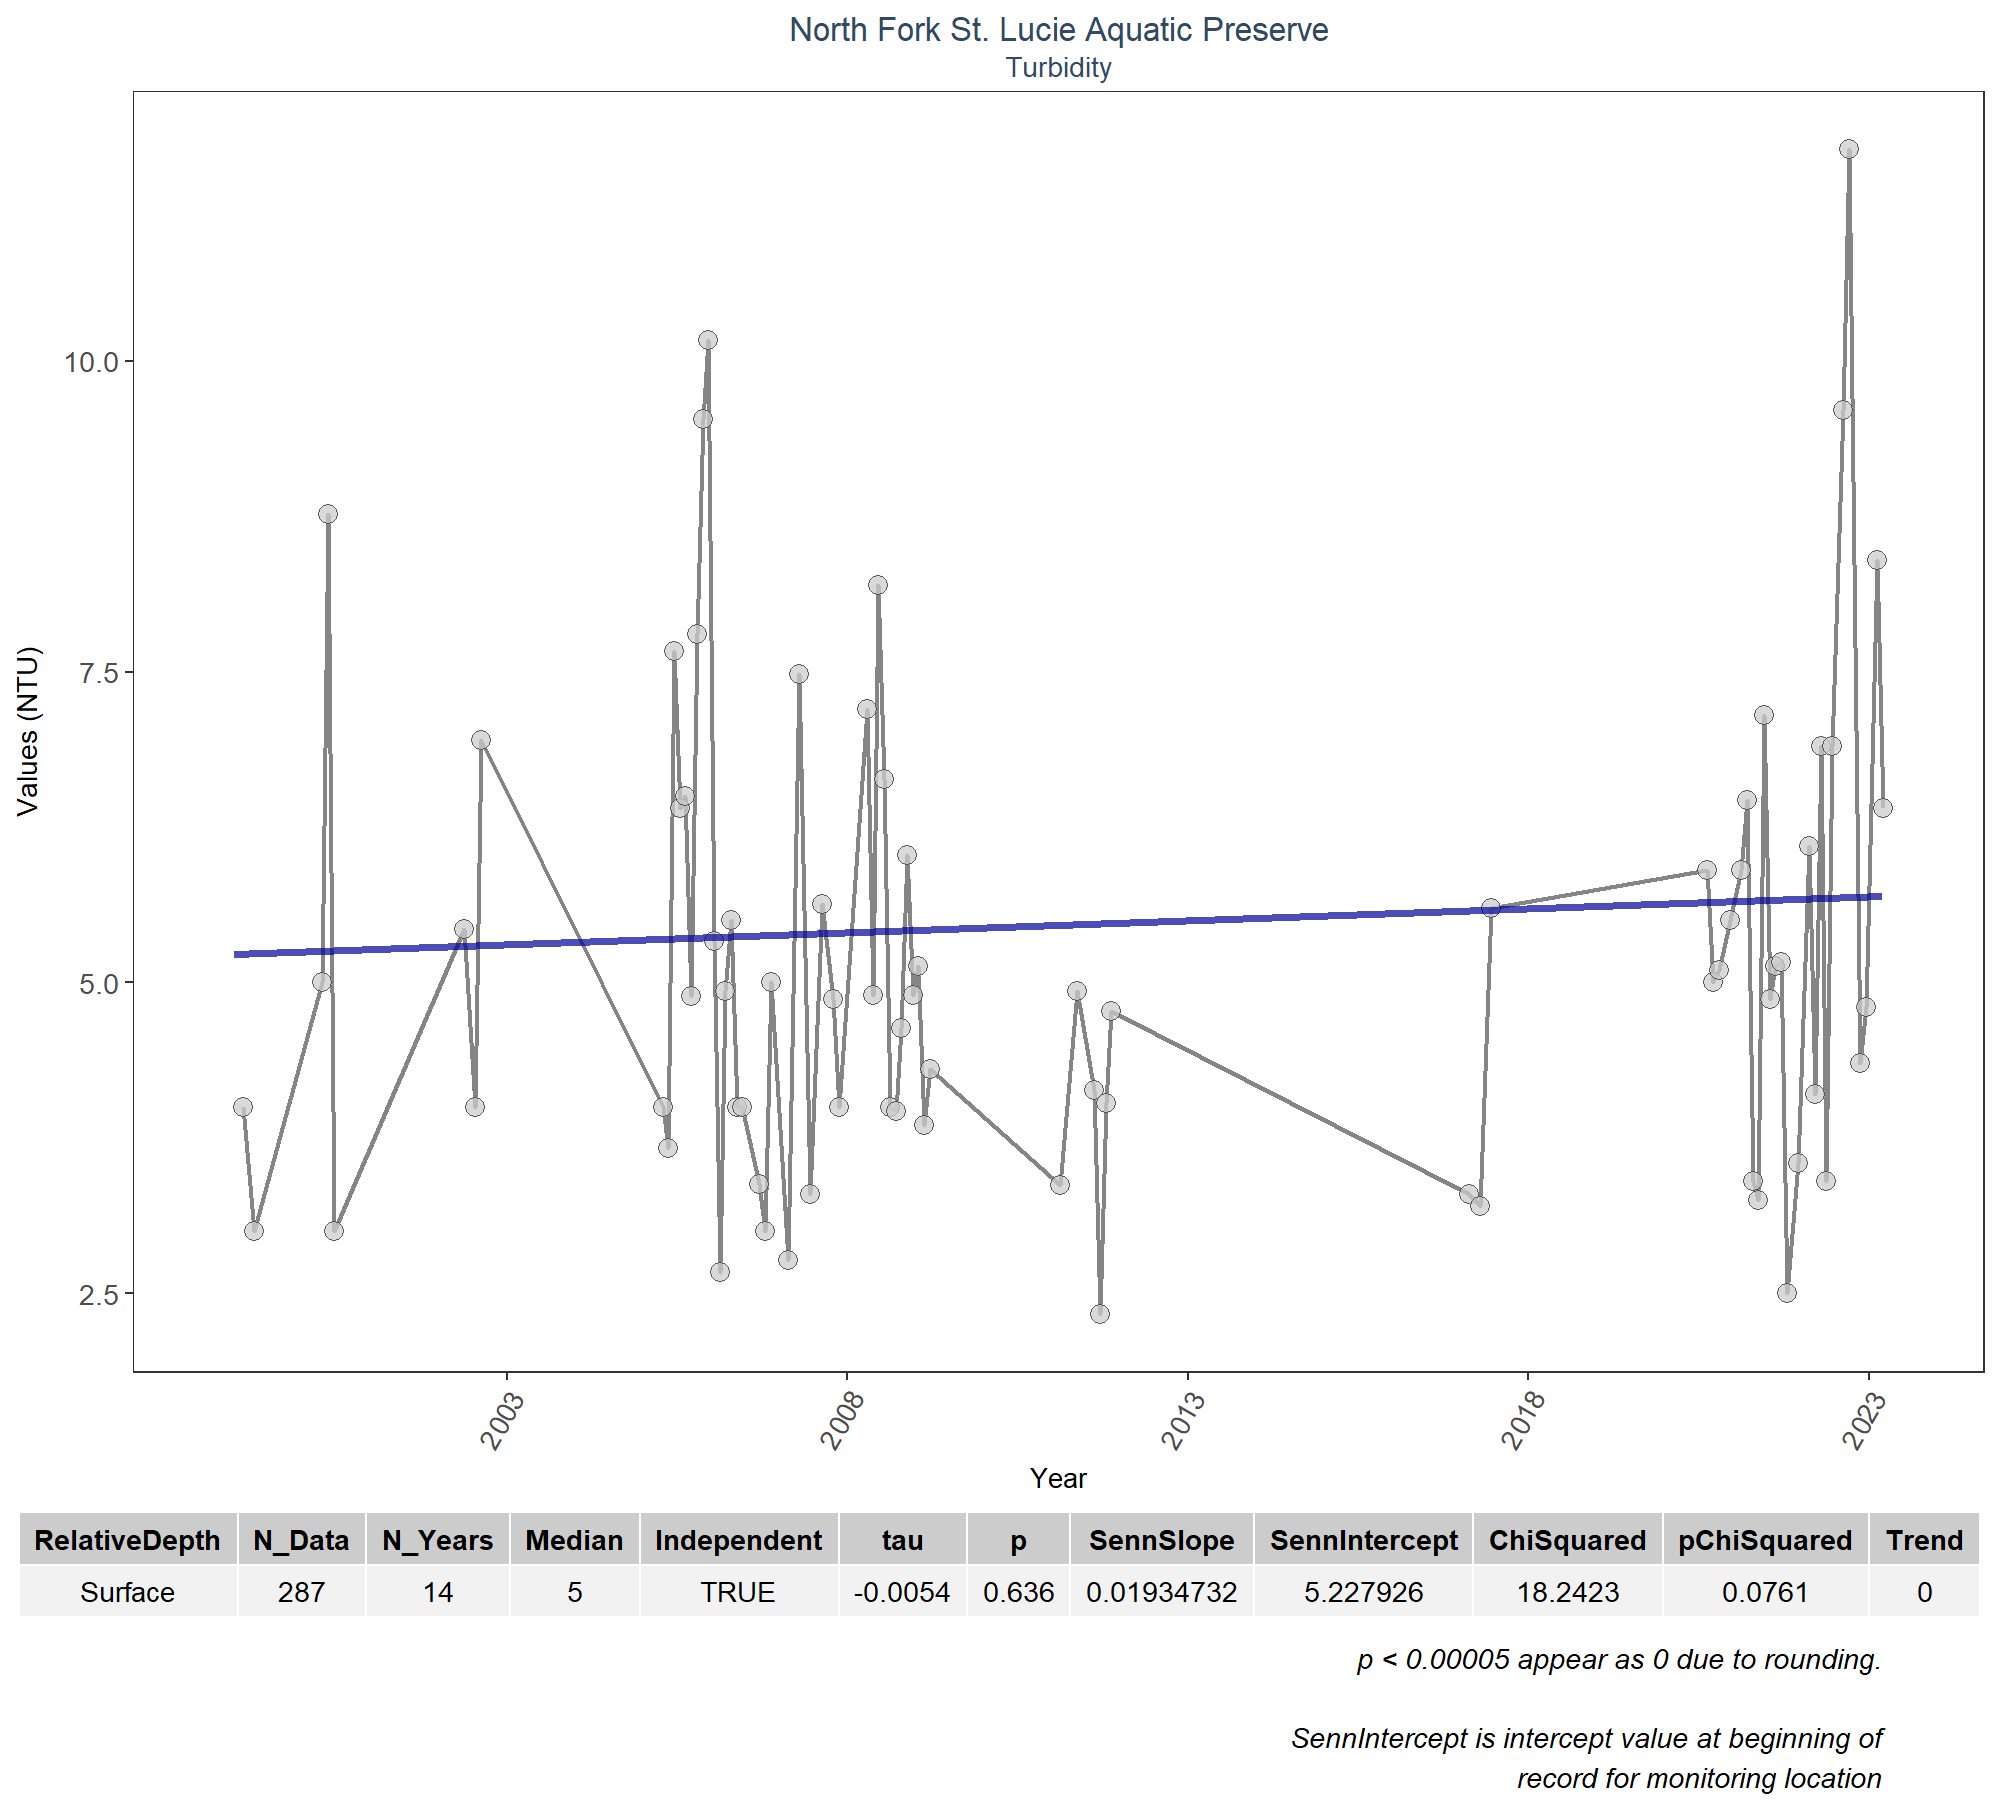 North Fork St. Lucie Aquatic Preserve
Turbidity
Values (NTU)
10.0
7.5
5.0
2.5
2003 2008 2013 2018 2023
Year
RelativeDepth N_Data N_Years Median Independent tau p SennSlope SennIntercept ChiSquared pChiSquared Trend
Surface 287 14 5 TRUE -0.0054 0.636 0.01934732 5.227926 18.2423 0.0761 0
p < 0.00005 appear as 0 due to rounding.
SennIntercept is intercept value at beginning of
record for monitoring location